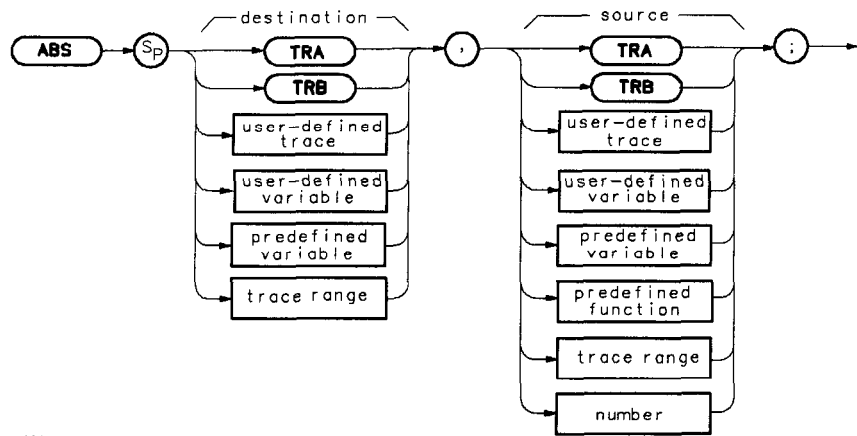 destination
source
ABS
SP
TRA
,
TRA
;
TRB
TRB
user-defined
trace
user-defined
trace
user-defined
variable
user-defined
variable
predefined
variable
predefined
variable
trace range
predefined
function
trace range
number